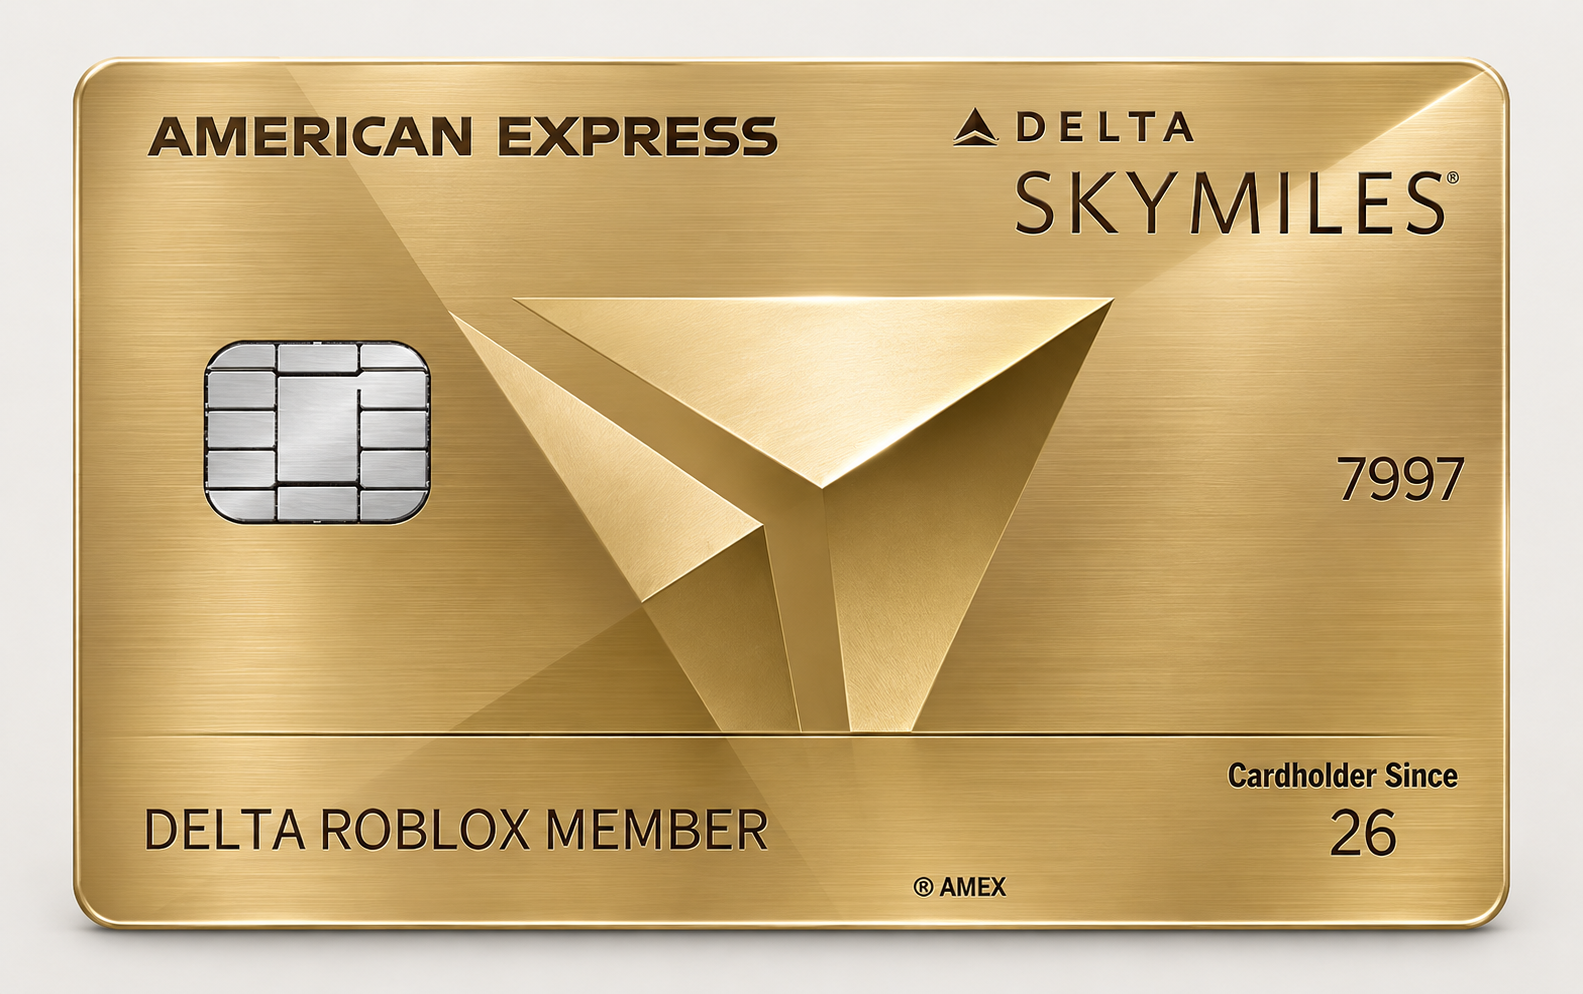 AMERICAN EXPRESS
DELTA
SKYMILES®
7997
Cardholder Since
26
DELTA ROBLOX MEMBER
® AMEX